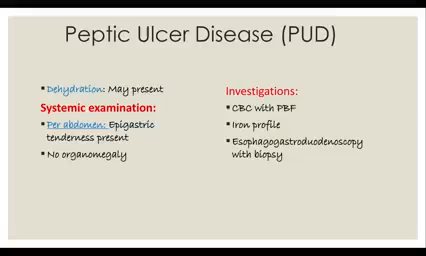 Peptic Ulcer Disease (PUD)
▪ Dehydration: May present
Systemic examination:
▪ Per abdomen: Epigastric
tenderness present
▪ No organomegaly
Investigations:
▪ CBC with PBF
▪ Iron profile
▪ Esophagogastroduodenoscopy
with biopsy